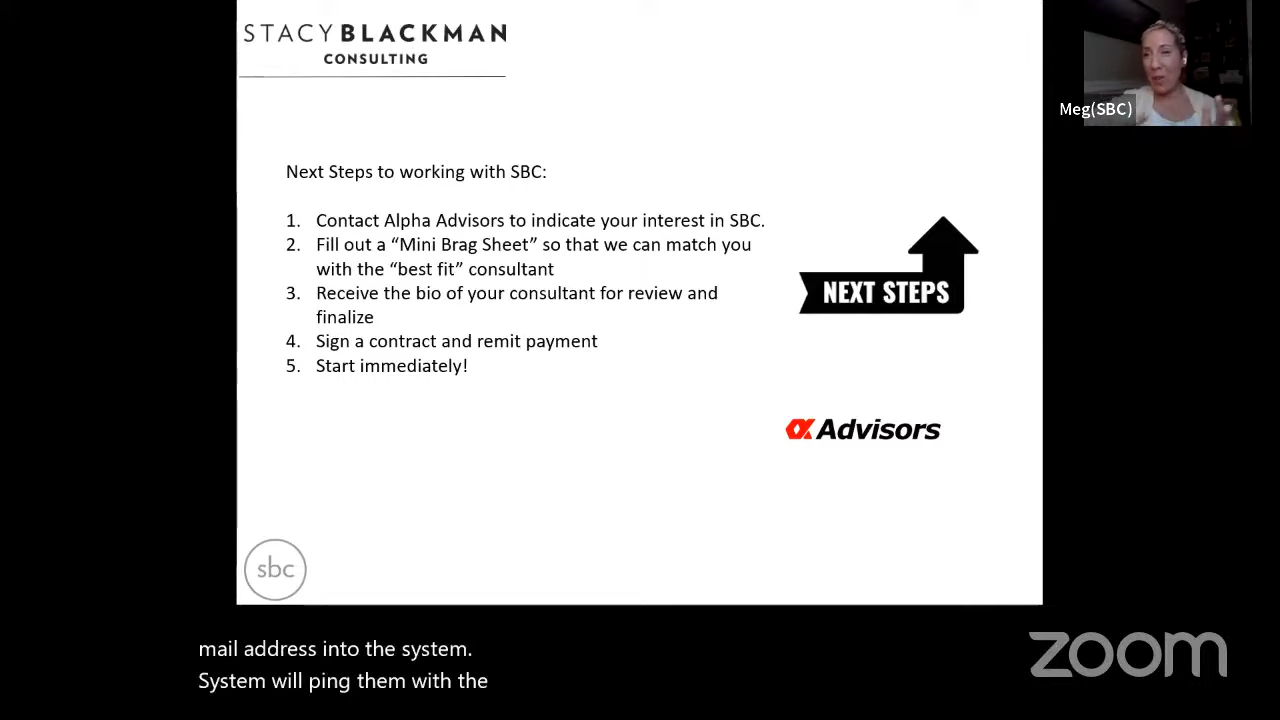 STACYBLACKMAN
CONSULTING
Meg(SBC)
Next Steps to working with SBC:
1. Contact Alpha Advisors to indicate your interest in SBC.
2. Fill out a “Mini Brag Sheet” so that we can match you
with the “best fit” consultant
3. Receive the bio of your consultant for review and
finalize
4. Sign a contract and remit payment
5. Start immediately!
NEXT STEPS
αAdvisors
sbc
mail address into the system.
System will ping them with the
zoom